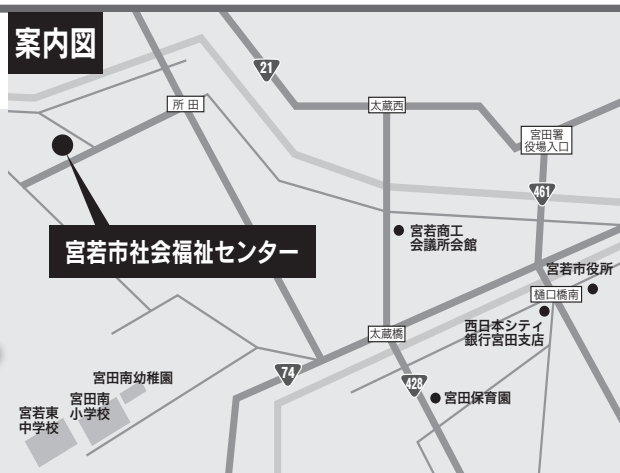 案内図
21
所田
太蔵西
宮田署
役場入口
461
宮若商工
会議所会館
宮若市社会福祉センター
宮若市役所
樋口橋南
西日本シティ
銀行宮田支店
太蔵橋
74
428
宮田南幼稚園
宮田保育園
宮田南
小学校
宮若東
中学校